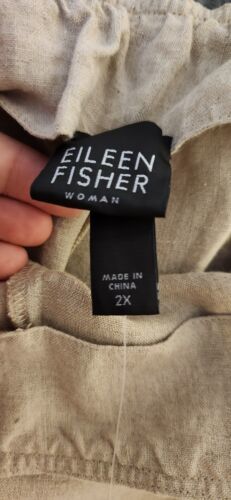 EILEEN
FISHER
WOMAN
MADE IN
CHINA
2X